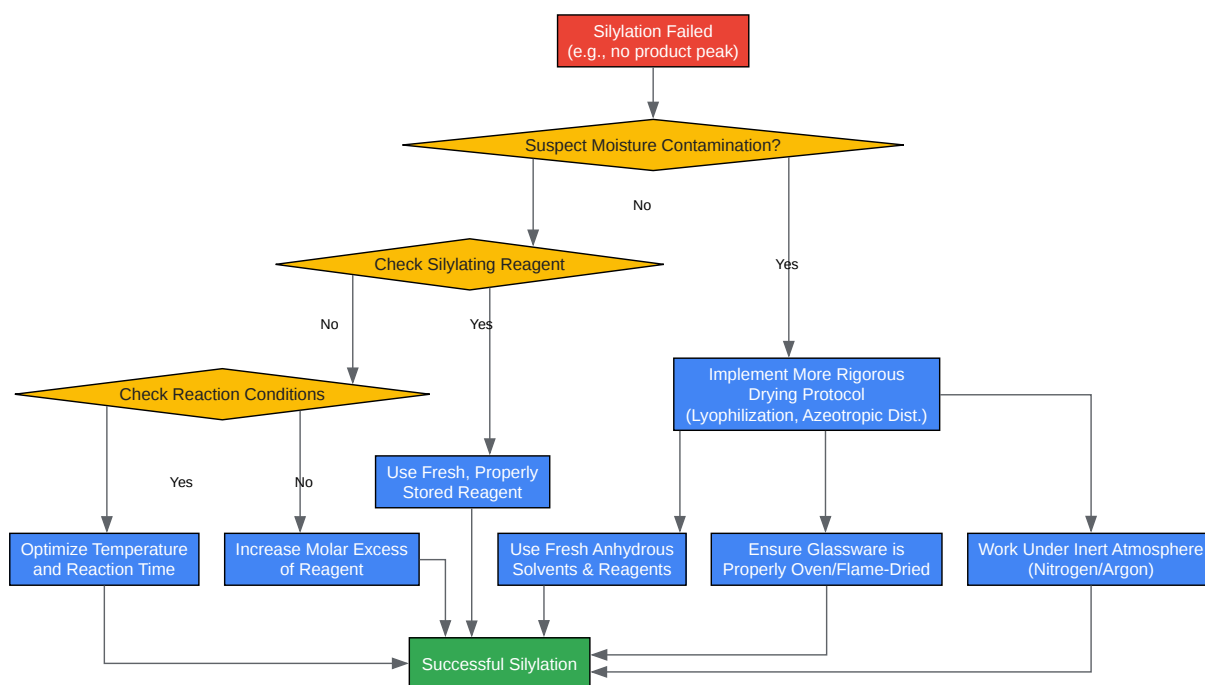 Silylation Failed
(e.g., no product peak)
Suspect Moisture Contamination?
No
Check Silylating Reagent
Yes
No
Yes
Check Reaction Conditions
Implement More Rigorous
Drying Protocol
(Lyophilization, Azeotropic Dist.)
Yes
No
Use Fresh, Properly
Stored Reagent
Optimize Temperature
and Reaction Time
Increase Molar Excess
of Reagent
Use Fresh Anhydrous
Solvents & Reagents
Ensure Glassware is
Properly Oven/Flame-Dried
Work Under Inert Atmosphere
(Nitrogen/Argon)
Successful Silylation